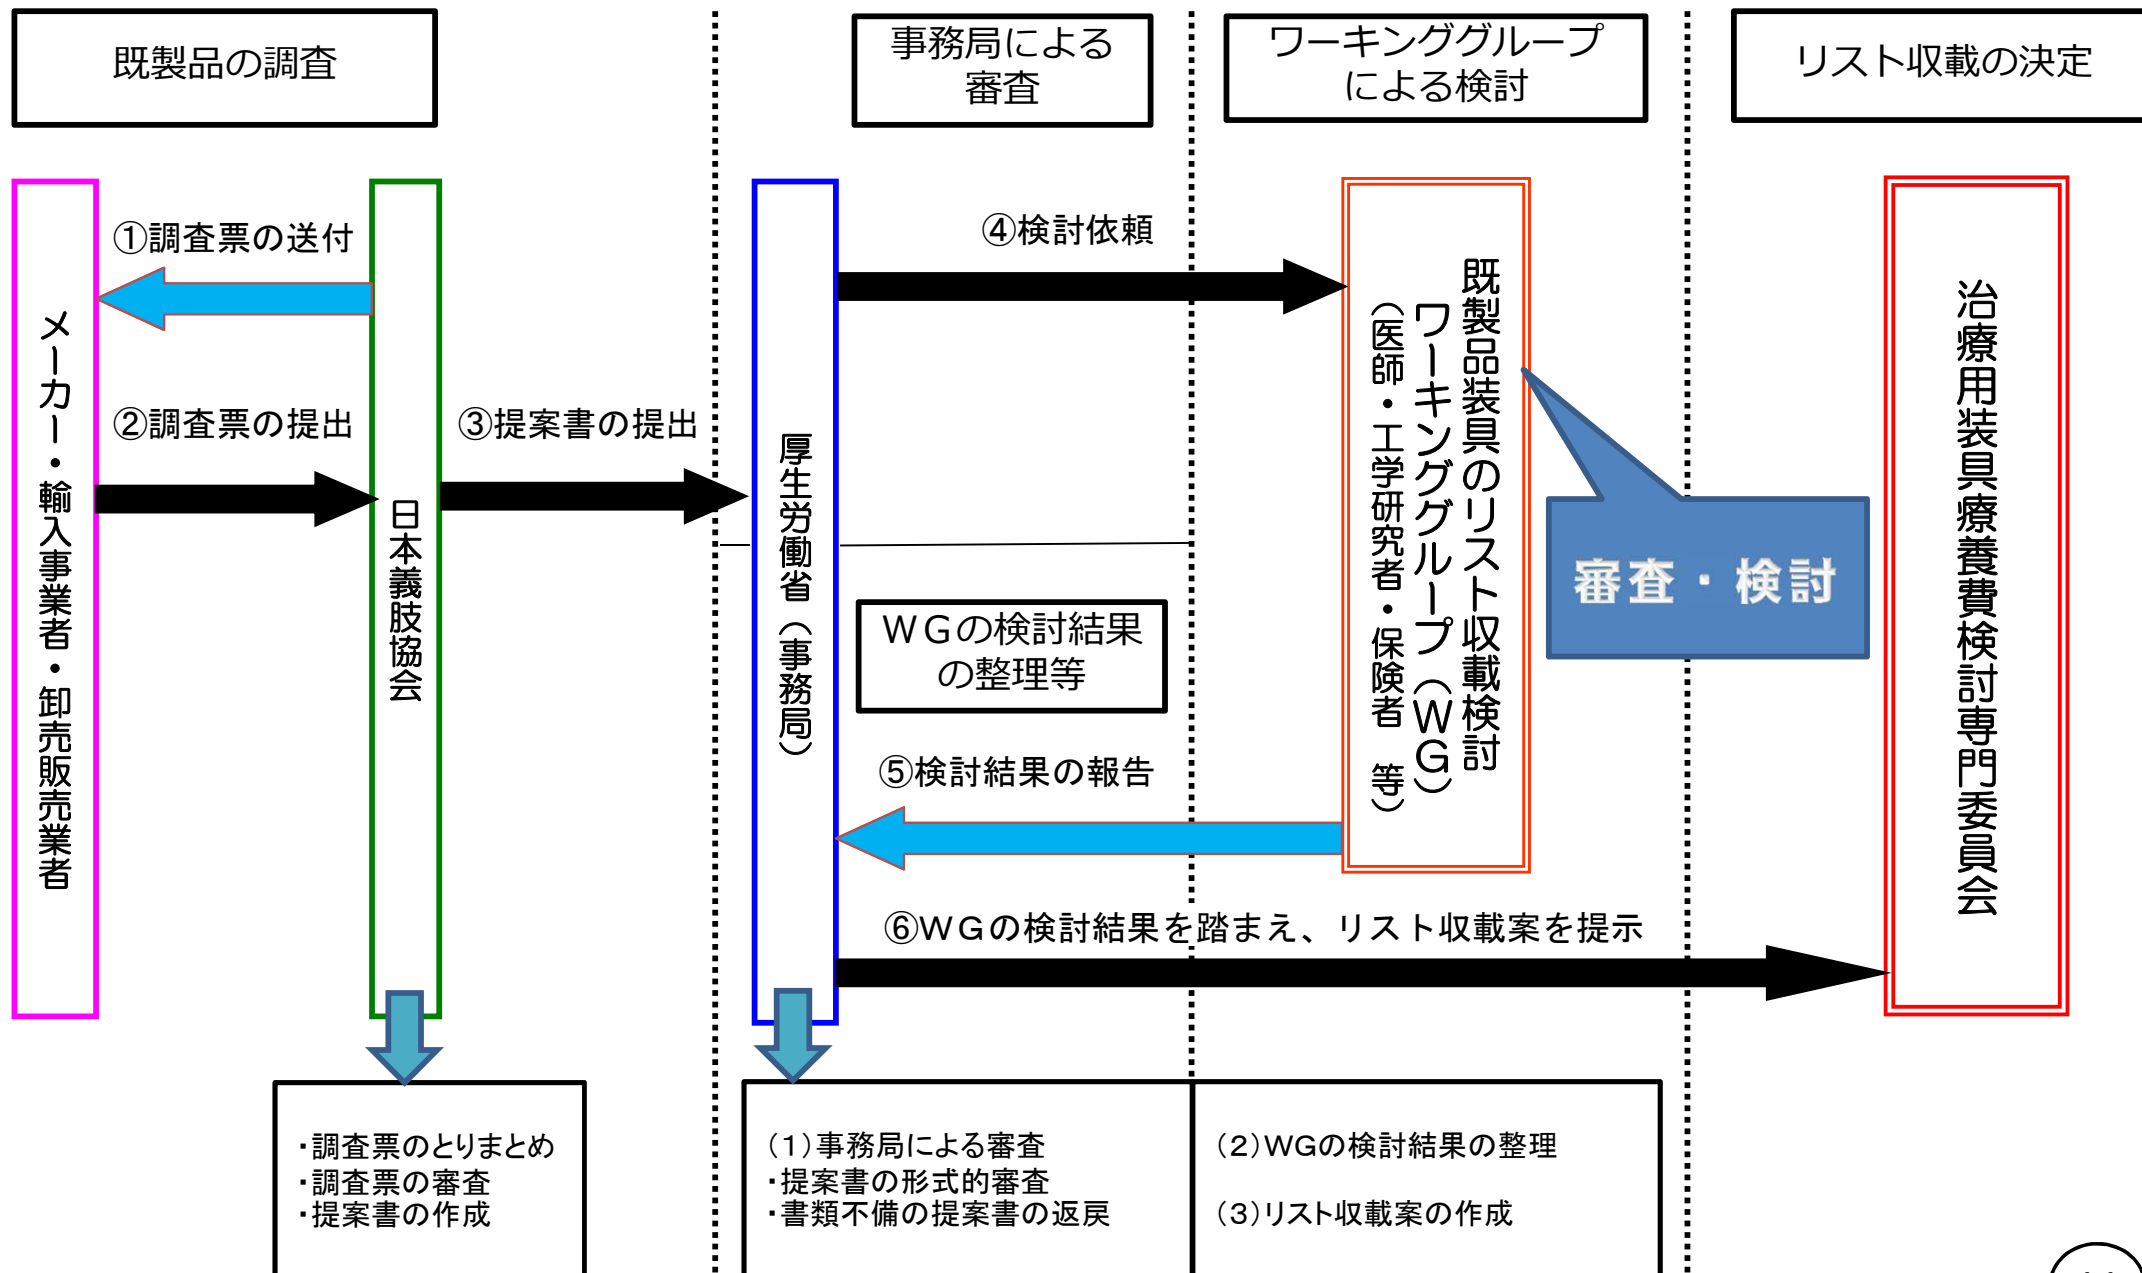 既製品の調査
事務局による
審査
ワーキンググループ
による検討
リスト収載の決定
メーカー・輸入事業者・卸売販売業者
①調査票の送付
②調査票の提出
日本義肢協会
③提案書の提出
厚生労働省（事務局）
④検討依頼
既製品装具のリスト収載検討
ワーキンググループ（ＷＧ）
（医師・工学研究者・保険者　等）
審査・検討
治療用装具療養費検討専門委員会
ＷＧの検討結果
の整理等
⑤検討結果の報告
⑥ＷＧの検討結果を踏まえ、リスト収載案を提示
・調査票のとりまとめ
・調査票の審査
・提案書の作成
（１）事務局による審査
・提案書の形式的審査
・書類不備の提案書の返戻
（２）WGの検討結果の整理
（３）リスト収載案の作成